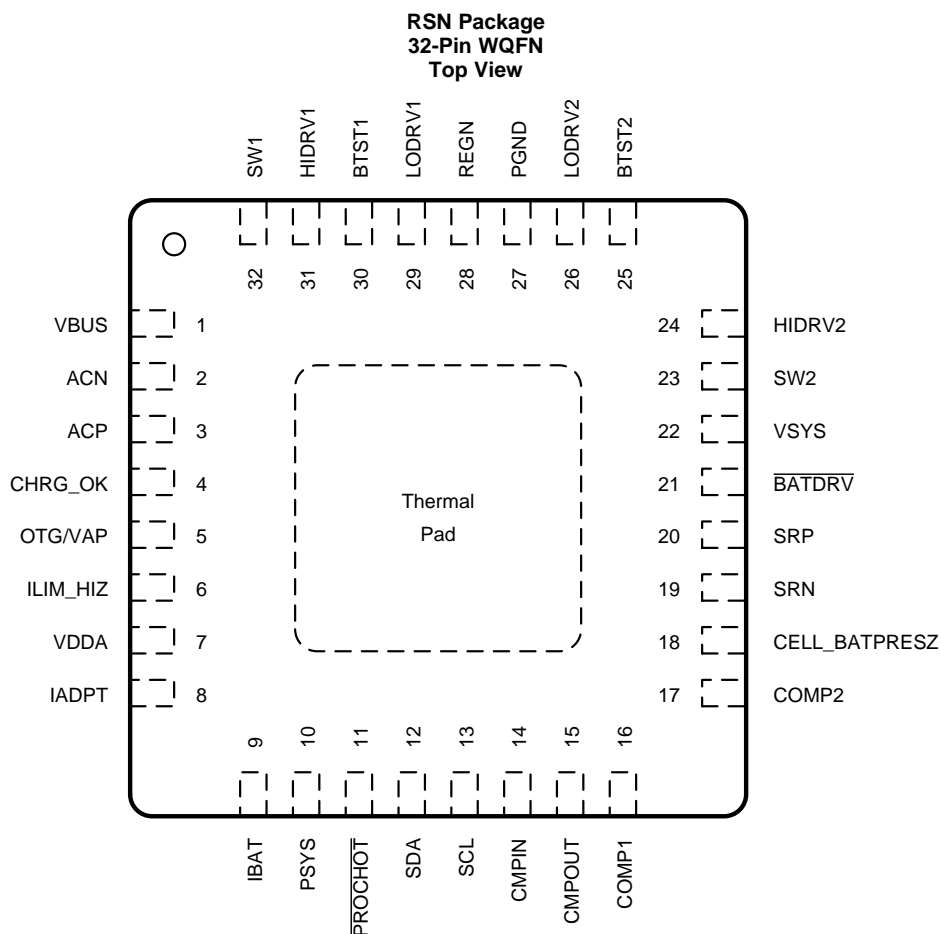 RSN Package
32-Pin WQFN
Top View
SW1
HIDRV1
BTST1
LODRV1
REGN
PGND
LODRV2
BTST2
32
31
30
29
28
27
26
25
VBUS 1
ACN 2
ACP 3
CHRG_OK 4
OTG/VAP 5
ILIM_HIZ 6
VDDA 7
IADPT 8
24 HIDRV2
23 SW2
22 VSYS
21 BATDRV
20 SRP
19 SRN
18 CELL_BATPRESZ
17 COMP2
Thermal
Pad
9
10
11
12
13
14
15
16
IBAT
PSYS
PROCHOT
SDA
SCL
CMPIN
CMPOUT
COMP1